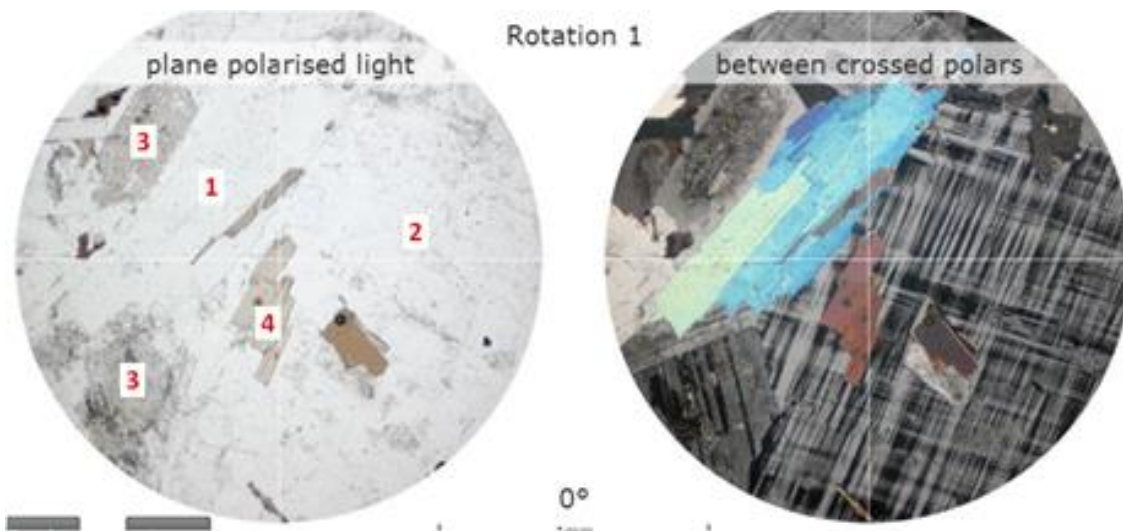 Rotation 1
plane polarised light
between crossed polars
3
1
2
4
3
0°